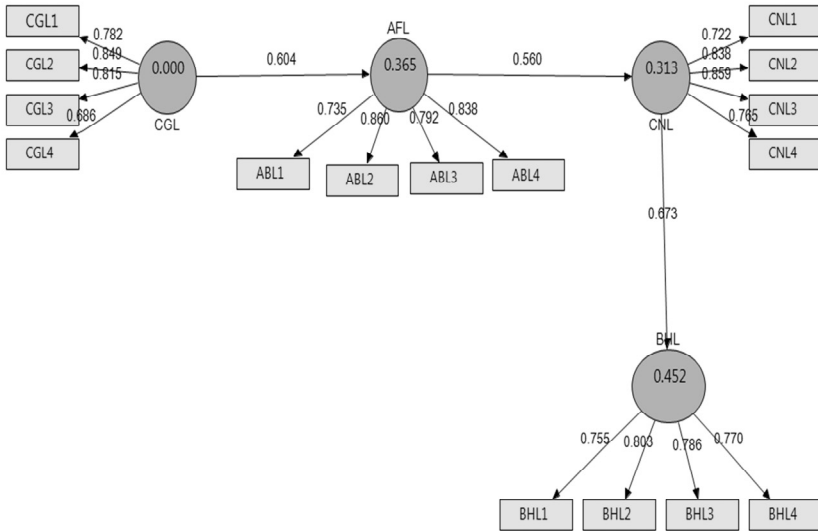 CGL1
CGL2
CGL3
CGL4
0.782
0.849
0.815
0.686
0.000
CGL
0.604
AFL
0.365
0.735
0.860
0.792
0.838
ABL1
ABL2
ABL3
ABL4
0.560
0.313
CNL
0.722
0.838
0.859
0.765
CNL1
CNL2
CNL3
CNL4
0.673
BHL
0.452
0.755
0.803
0.786
0.770
BHL1
BHL2
BHL3
BHL4